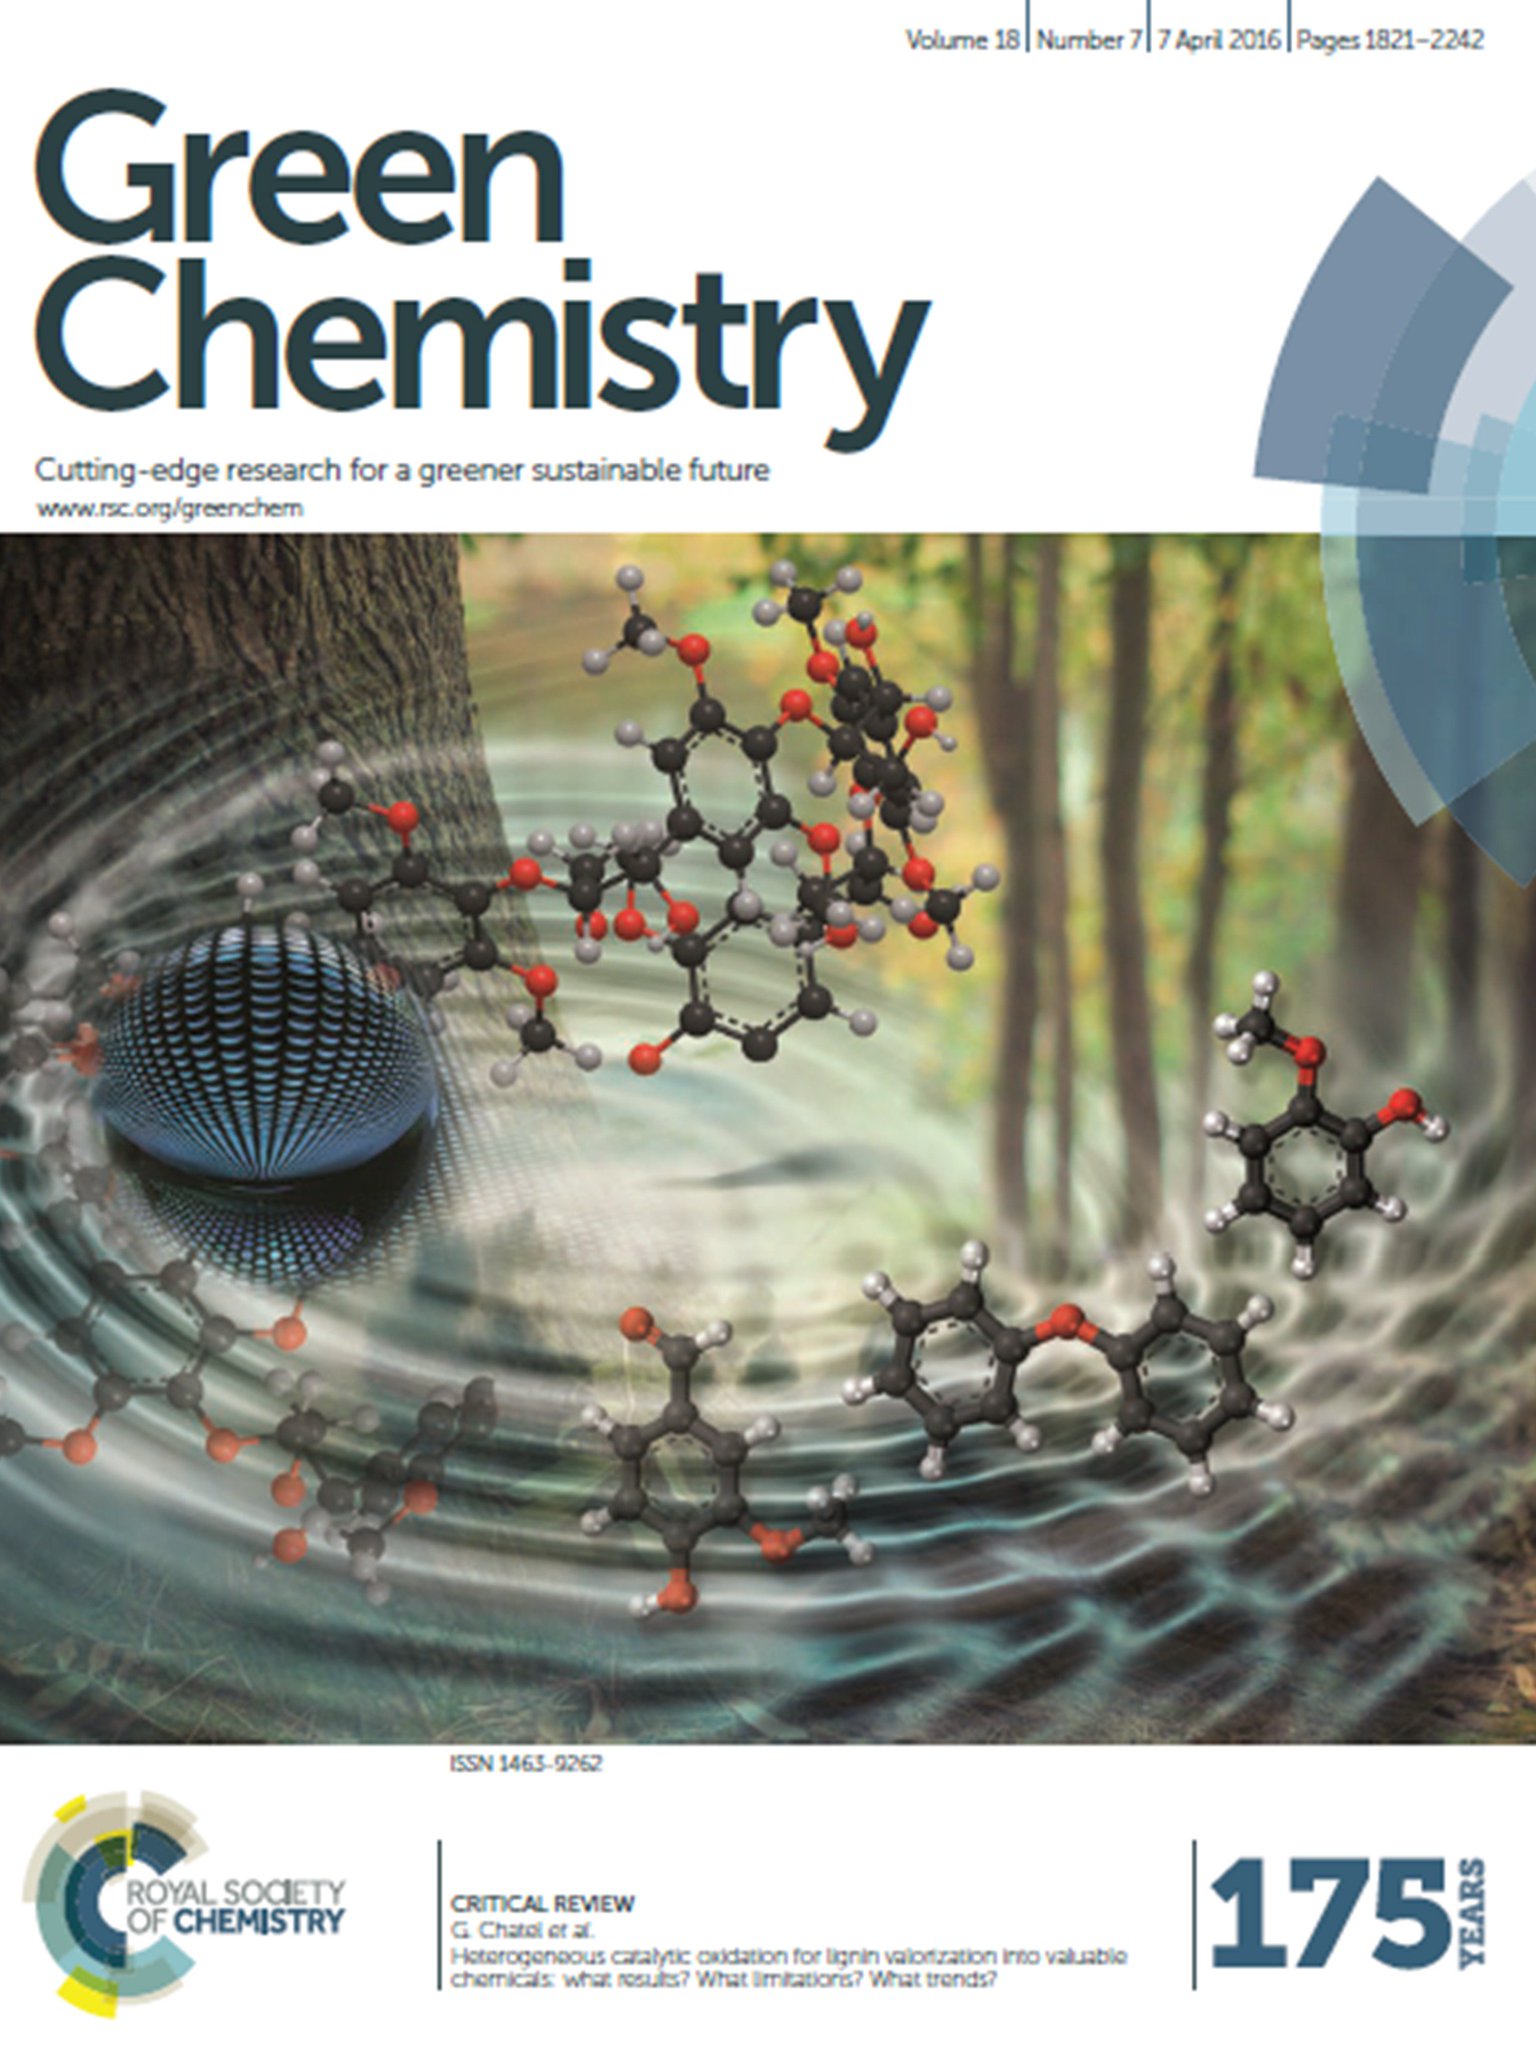 Volume 18 | Number 7 | 7 April 2016 | Pages 1821–2242
Green
Chemistry
Cutting-edge research for a greener sustainable future
www.rsc.org/greenchem
ISSN 1463-9262
ROYAL SOCIETY
OF CHEMISTRY
CRITICAL REVIEW
G. Chatel et al.
Heterogeneous catalytic oxidation for lignin valorization into valuable
chemicals: what results? What limitations? What trends?
175
YEARS